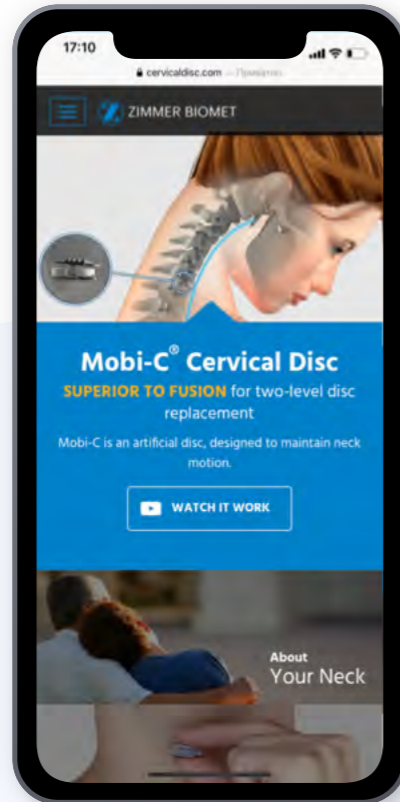 17:10
cervicaldisc.com —
ZIMMER BIOMET
Mobi-C® Cervical Disc
SUPERIOR TO FUSION for two-level disc
replacement
Mobi-C is an artificial disc, designed to maintain neck
motion.
WATCH IT WORK
About
Your Neck